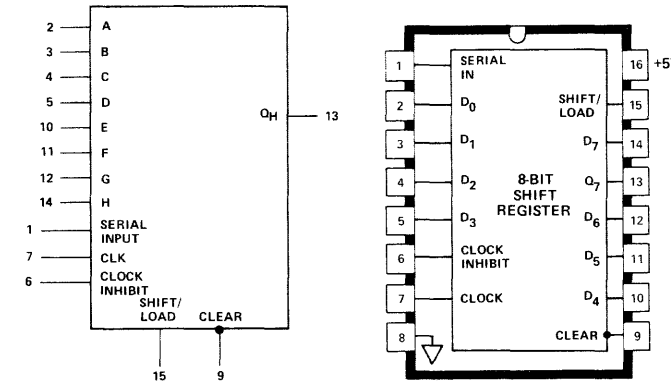 2 A
3 B
4 C
5 D
10 E
11 F
12 G
14 H
1 SERIAL
INPUT
7 CLK
6 CLOCK
INHIBIT
SHIFT/
LOAD
CLEAR
QH 13
15
9
1 SERIAL
IN
2 D0
3 D1
4 D2
5 D3
6 CLOCK
INHIBIT
7 CLOCK
8
8-BIT
SHIFT
REGISTER
16 +5
SHIFT/
LOAD 15
D7 14
Q7 13
D6 12
D5 11
D4 10
CLEAR 9